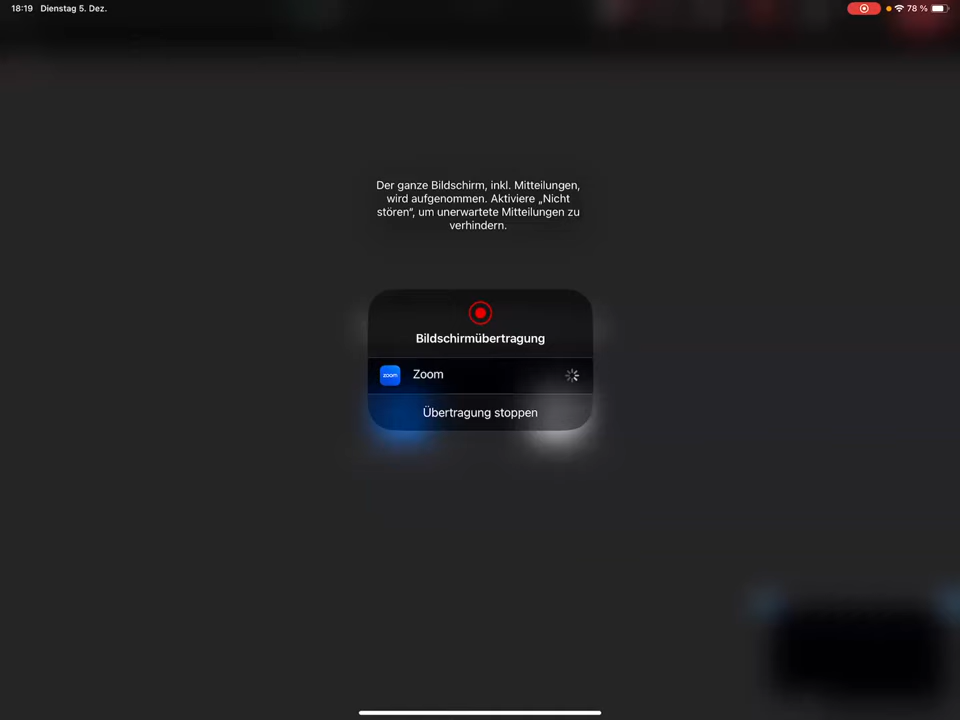 18:19 Dienstag 5. Dez.
78 %
Der ganze Bildschirm, inkl. Mitteilungen,
wird aufgenommen. Aktiviere „Nicht
stören“, um unerwartete Mitteilungen zu
verhindern.
Bildschirmübertragung
zoom
Zoom
Übertragung stoppen